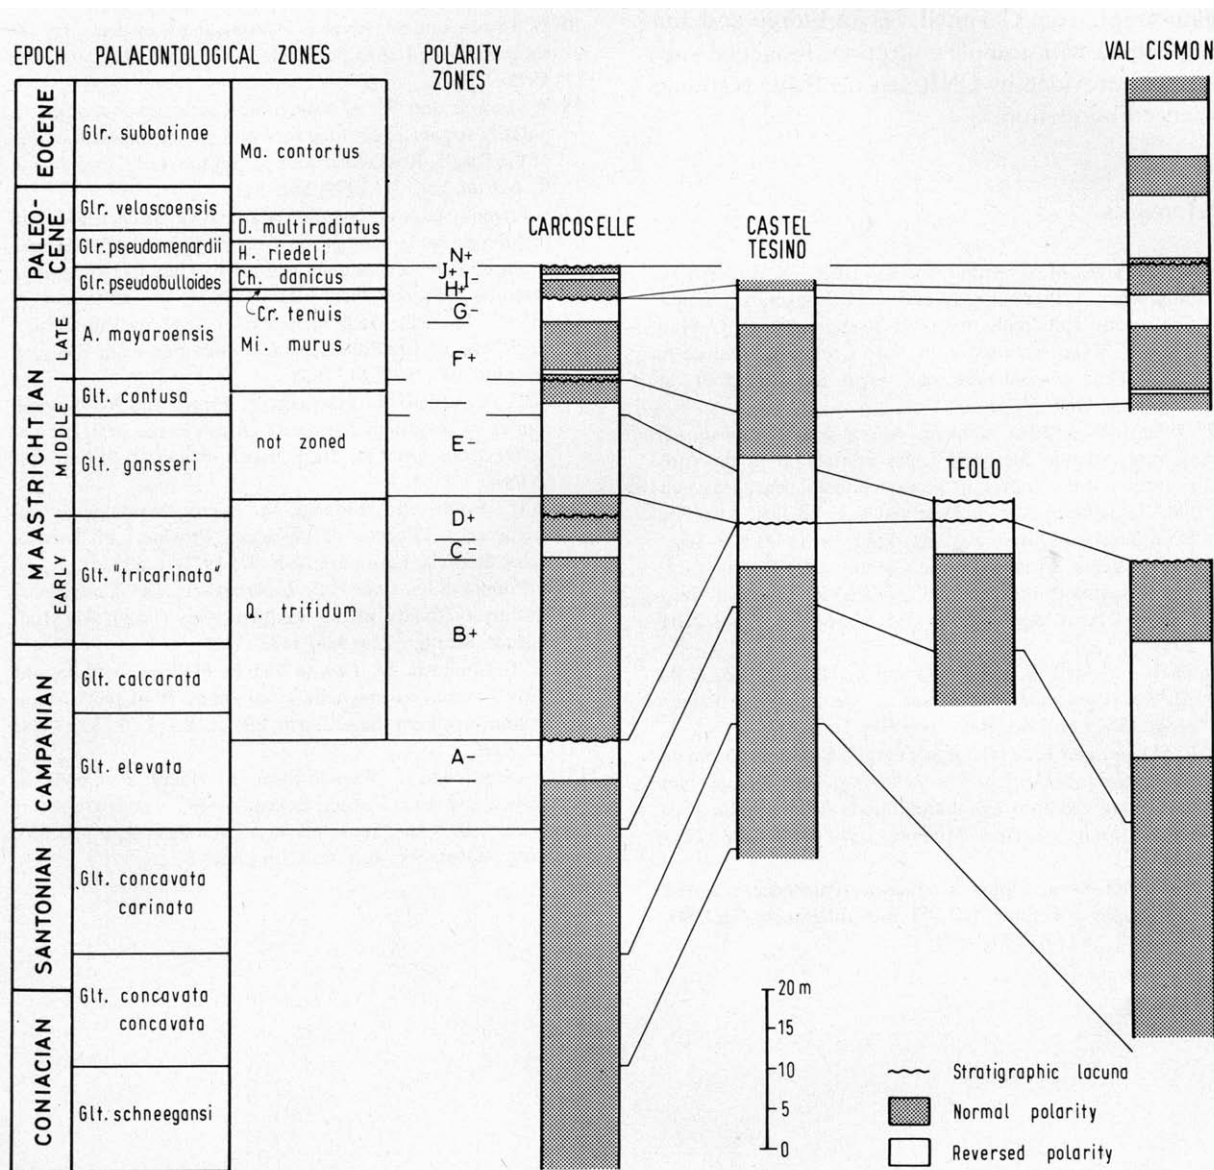 EPOCH PALAEONTOLOGICAL ZONES POLARITY ZONES
VAL CISMON
EOCENE
PALEO-
CENE
MAASTRICHTIAN
LATE
MIDDLE
EARLY
CAMPANIAN
SANTONIAN
CONIACIAN
Glr. subbotinae
Glr. velascoensis
Glr. pseudomenardii
Glr. pseudobulloides
A. mayaroensis
Glt. contusa
Glt. gansseri
Glt. "tricarinata"
Glt. calcarata
Glt. elevata
Glt. concavata
carinata
Glt. concavata
concavata
Glt. schneegansi
Ma. contortus
D. multiradiatus
H. riedeli
Ch. danicus
Cr. tenuis
Mi. murus
not zoned
Q. trifidum
N+
J+ I-
H+
G-
F+
E-
D+
C-
B+
A-
CARCOSELLE
CASTEL
TESINO
TEOLO
20 m
15
10
5
0
Stratigraphic lacuna
Normal polarity
Reversed polarity